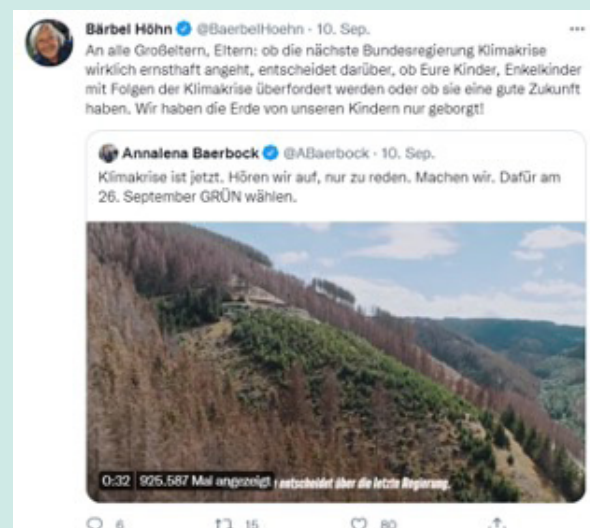 Bärbel Höhn @BaerbelHoehn · 10. Sep.
An alle Großeltern, Eltern: ob die nächste Bundesregierung Klimakrise
wirklich ernsthaft angeht, entscheidet darüber, ob Eure Kinder, Enkelkinder
mit Folgen der Klimakrise überfordert werden oder ob sie eine gute Zukunft
haben. Wir haben die Erde von unseren Kindern nur geborgt!
Annalena Baerbock @ABaerbock · 10. Sep.
Klimakrise ist jetzt. Hören wir auf, nur zu reden. Machen wir. Dafür am
26. September GRÜN wählen.
0:32 925.587 Mal angezeigt entscheidet über die letzte Regierung,
6 15 80